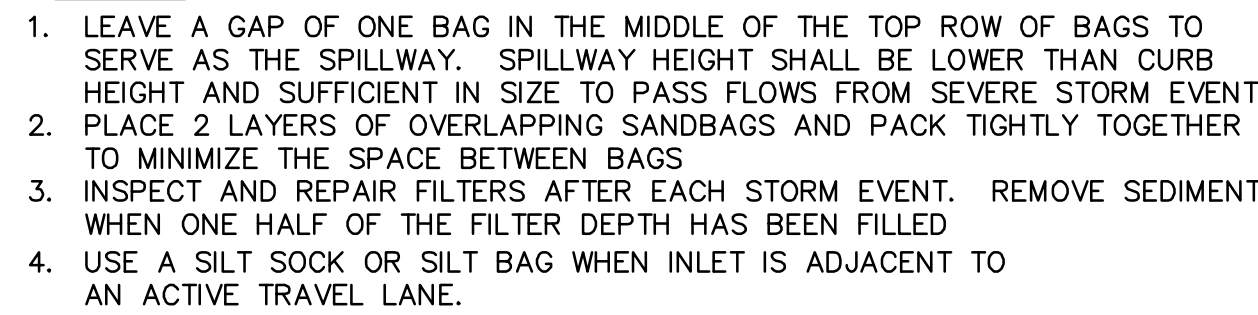 1. LEAVE A GAP OF ONE BAG IN THE MIDDLE OF THE TOP ROW OF BAGS TO
SERVE AS THE SPILLWAY. SPILLWAY HEIGHT SHALL BE LOWER THAN CURB
HEIGHT AND SUFFICIENT IN SIZE TO PASS FLOWS FROM SEVERE STORM EVENT
2. PLACE 2 LAYERS OF OVERLAPPING SANDBAGS AND PACK TIGHTLY TOGETHER
TO MINIMIZE THE SPACE BETWEEN BAGS
3. INSPECT AND REPAIR FILTERS AFTER EACH STORM EVENT. REMOVE SEDIMENT
WHEN ONE HALF OF THE FILTER DEPTH HAS BEEN FILLED
4. USE A SILT SOCK OR SILT BAG WHEN INLET IS ADJACENT TO
AN ACTIVE TRAVEL LANE.